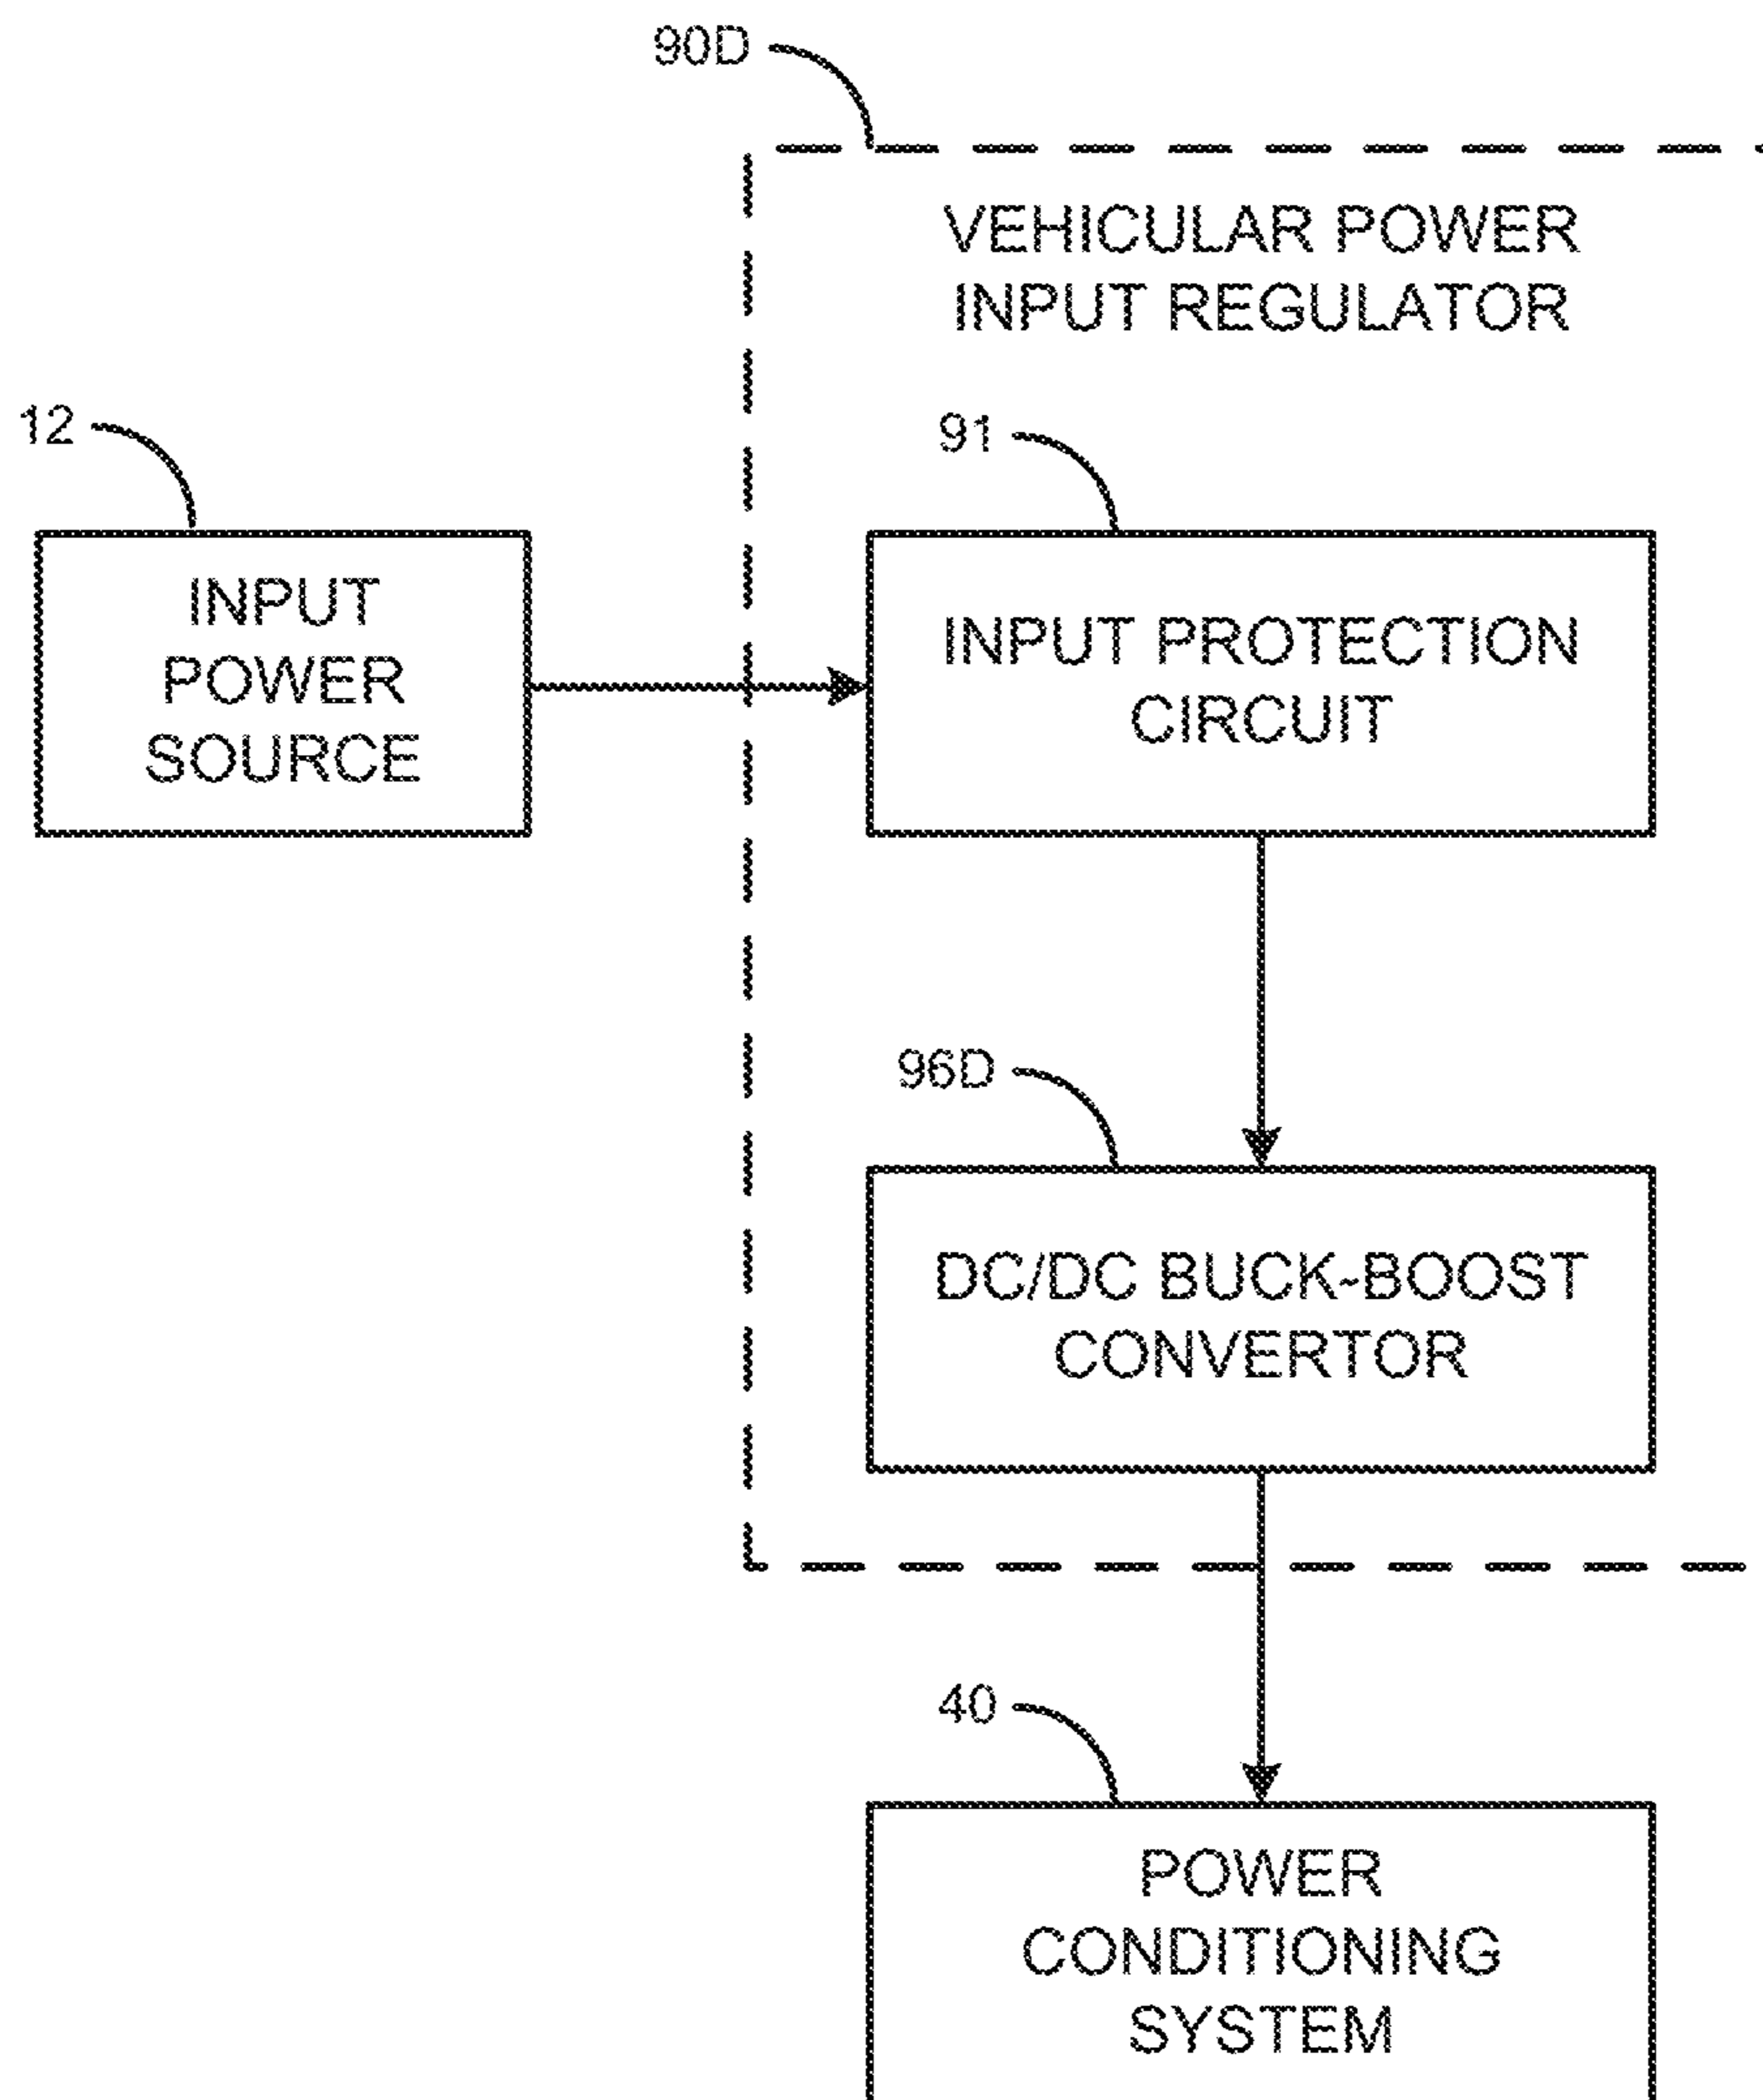 90D
VEHICULAR POWER
INPUT REGULATOR
12
91
INPUT
POWER
SOURCE
INPUT PROTECTION
CIRCUIT
96D
DC/DC BUCK-BOOST
CONVERTOR
40
POWER
CONDITIONING
SYSTEM